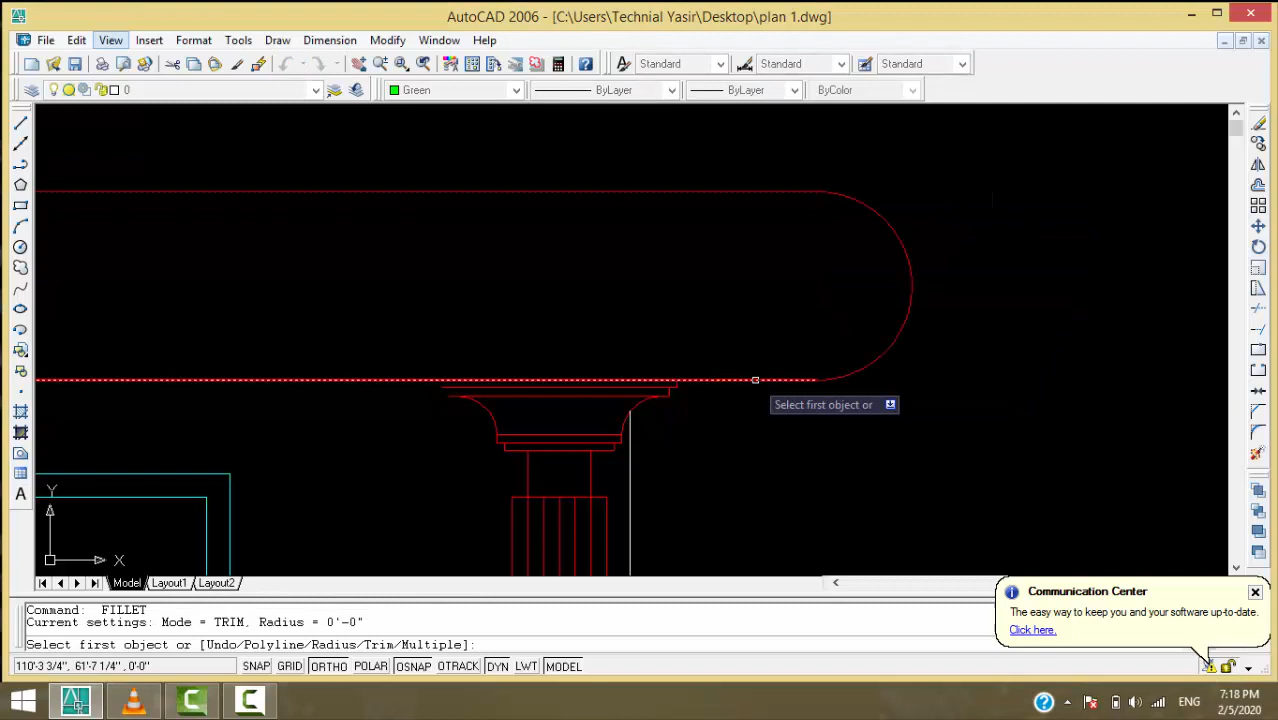 AutoCAD 2006 - [C:\Users\Technial Yasir\Desktop\plan 1.dwg]
File Edit View Insert Format Tools Draw Dimension Modify Window Help
Standard Standard Standard
0 Green ByLayer ByLayer ByColor
Select first object or
Y
X
A
Model Layout1 Layout2
Communication Center
The easy way to keep you and your software up-to-date.
Click here.
Command: FILLET
Current settings: Mode = TRIM, Radius = 0'-0"
Select first object or [Undo/Polyline/Radius/Trim/Multiple]:
110'-3 3/4", 61'-7 1/4", 0'-0" SNAP GRID ORTHO POLAR OSNAP OTRACK DYN LWT MODEL
ENG
7:18 PM
2/5/2020